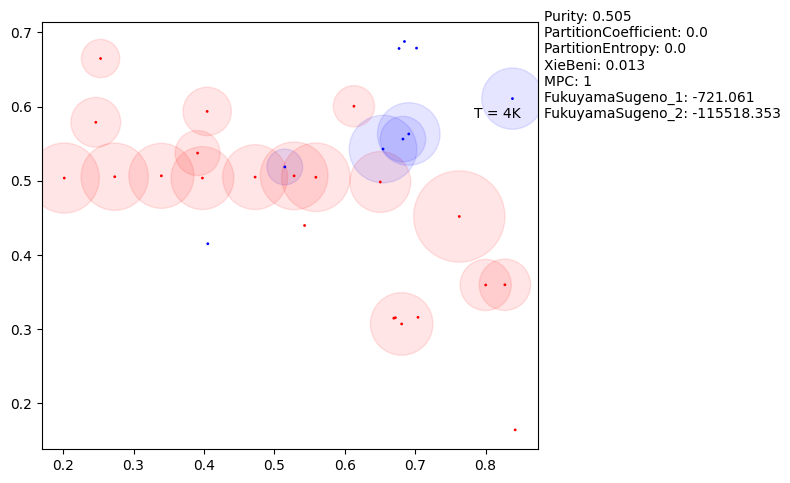 Purity: 0.505
PartitionCoefficient: 0.0
PartitionEntropy: 0.0
XieBeni: 0.013
MPC: 1
FukuyamaSugeno_1: -721.061
FukuyamaSugeno_2: -115518.353
T = 4K
0.7
0.6
0.5
0.4
0.3
0.2
0.2 0.3 0.4 0.5 0.6 0.7 0.8